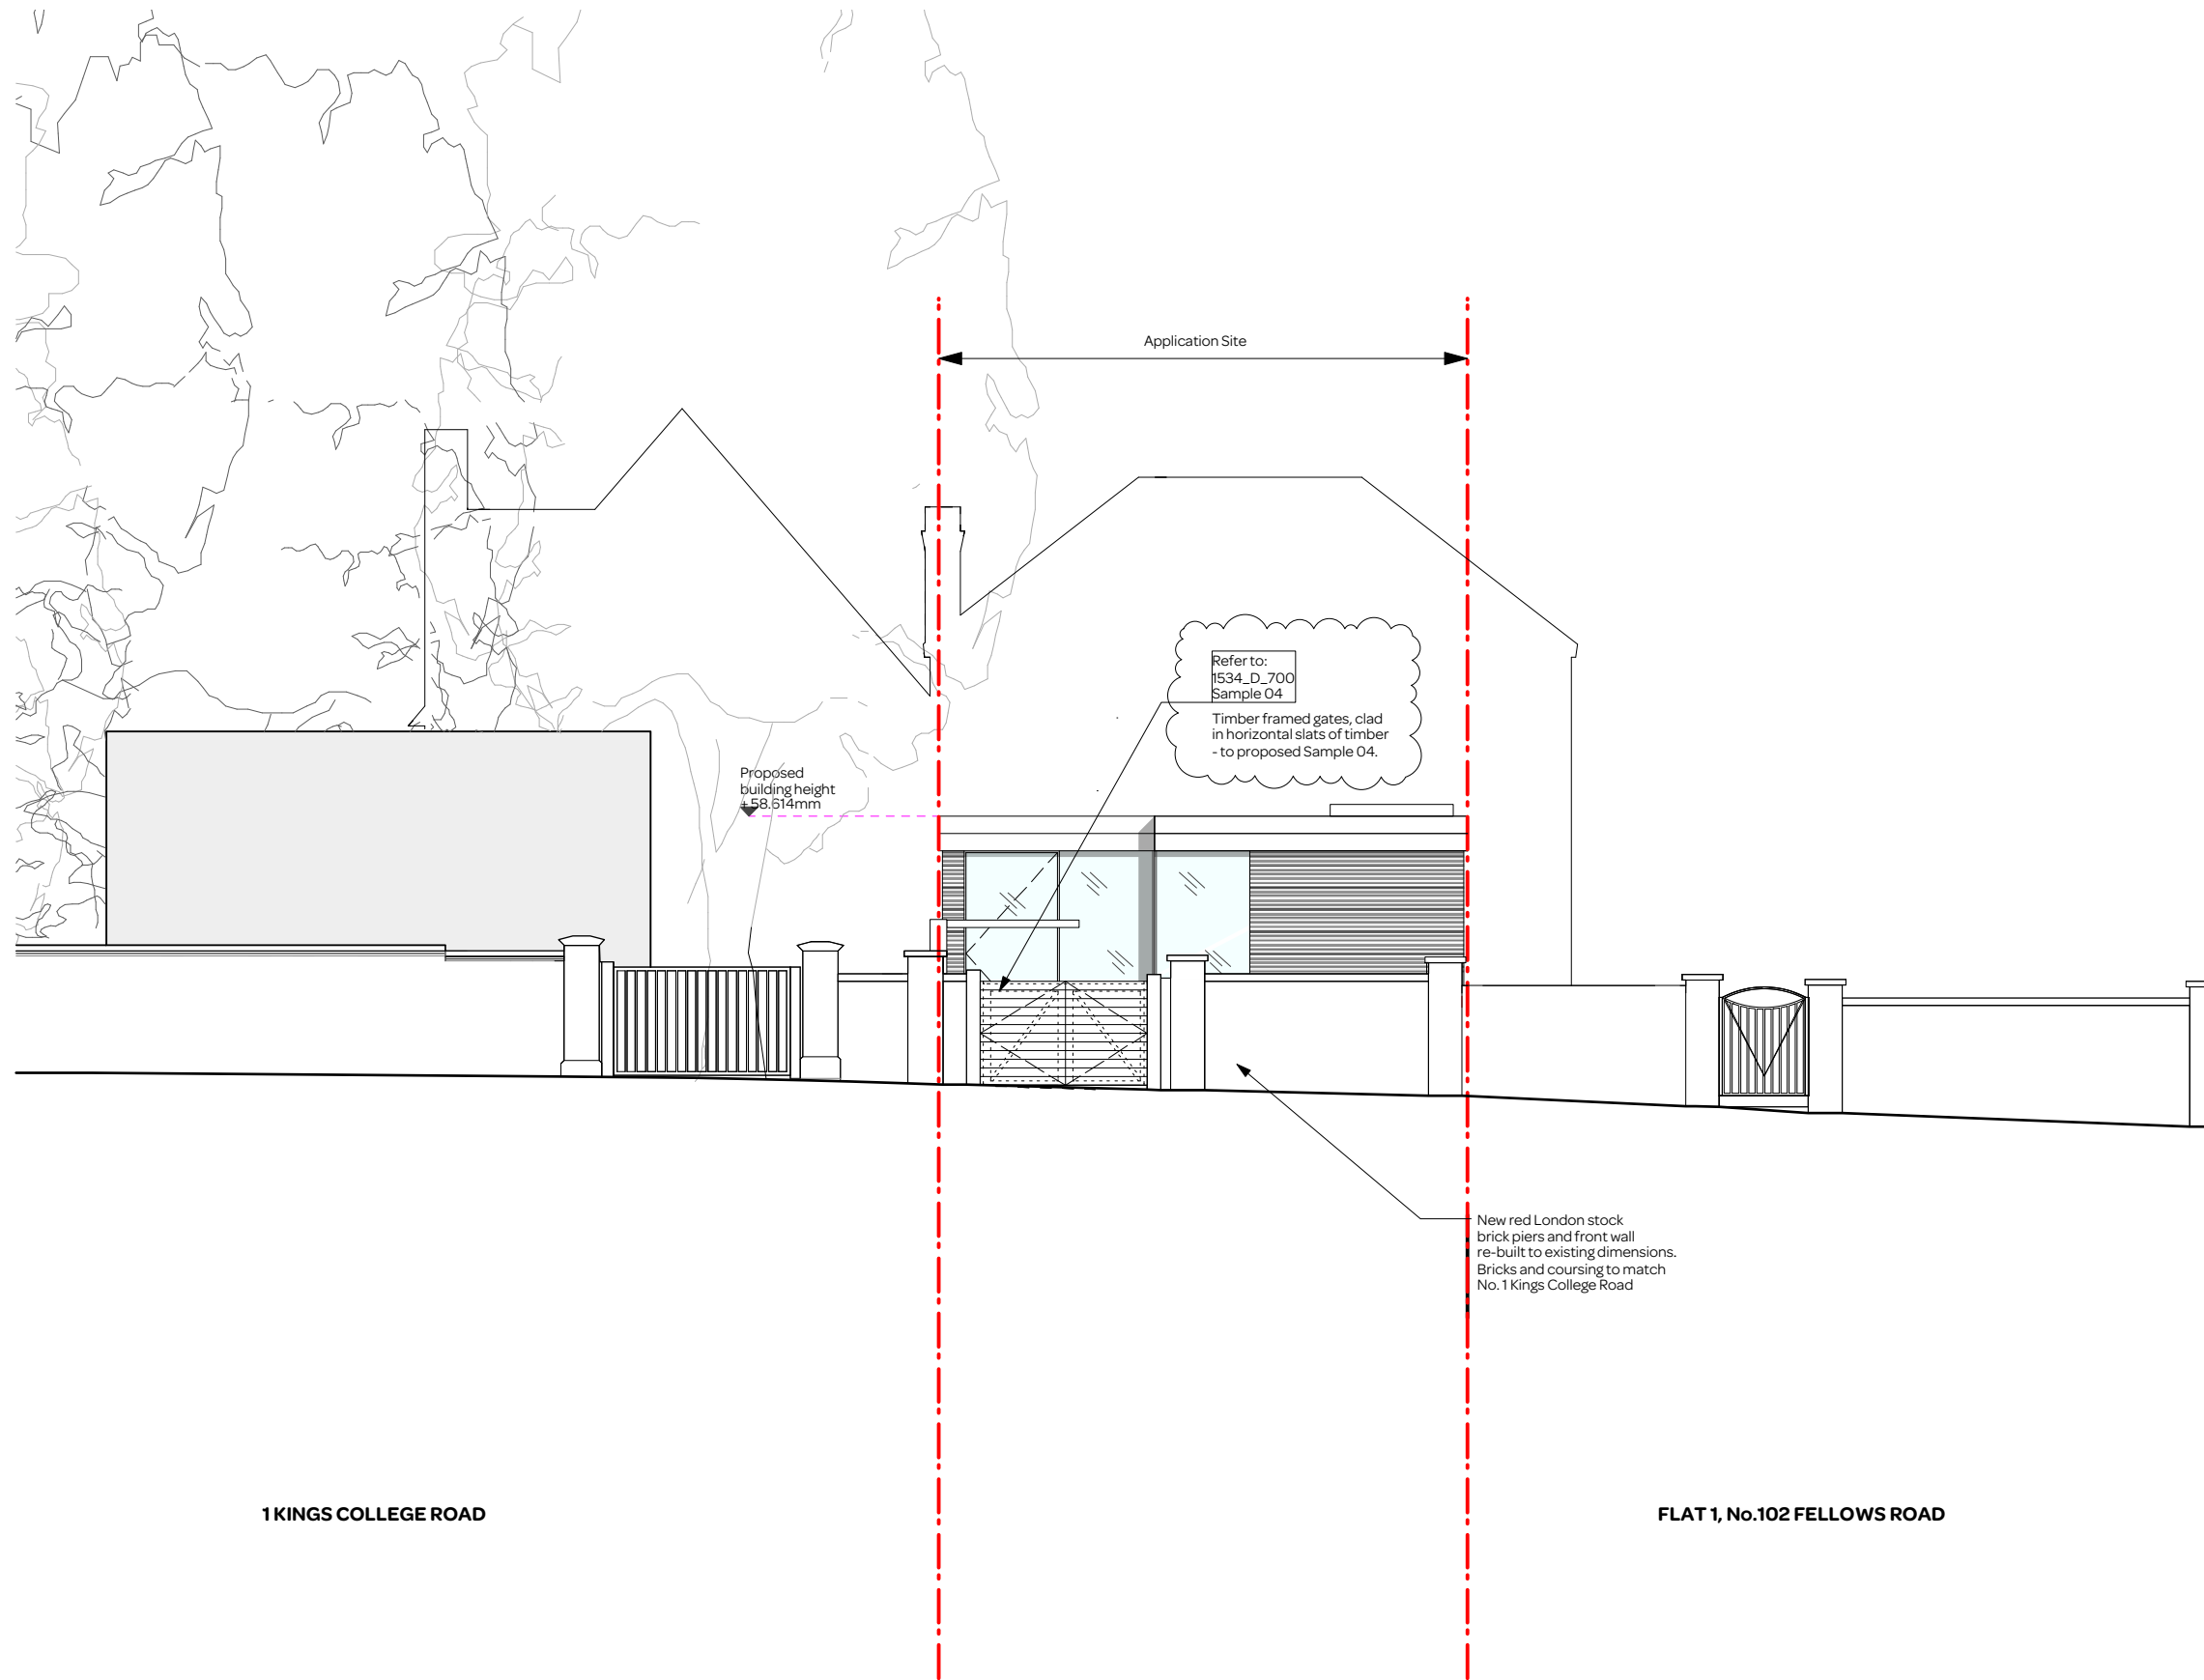 Application Site
Refer to:
1534_D_700
Sample 04
Timber framed gates, clad
in horizontal slats of timber
- to proposed Sample 04.
Proposed
building height
+58.614mm
New red London stock
brick piers and front wall
re-built to existing dimensions.
Bricks and coursing to match
No. 1 Kings College Road
1 KINGS COLLEGE ROAD
FLAT 1, No.102 FELLOWS ROAD